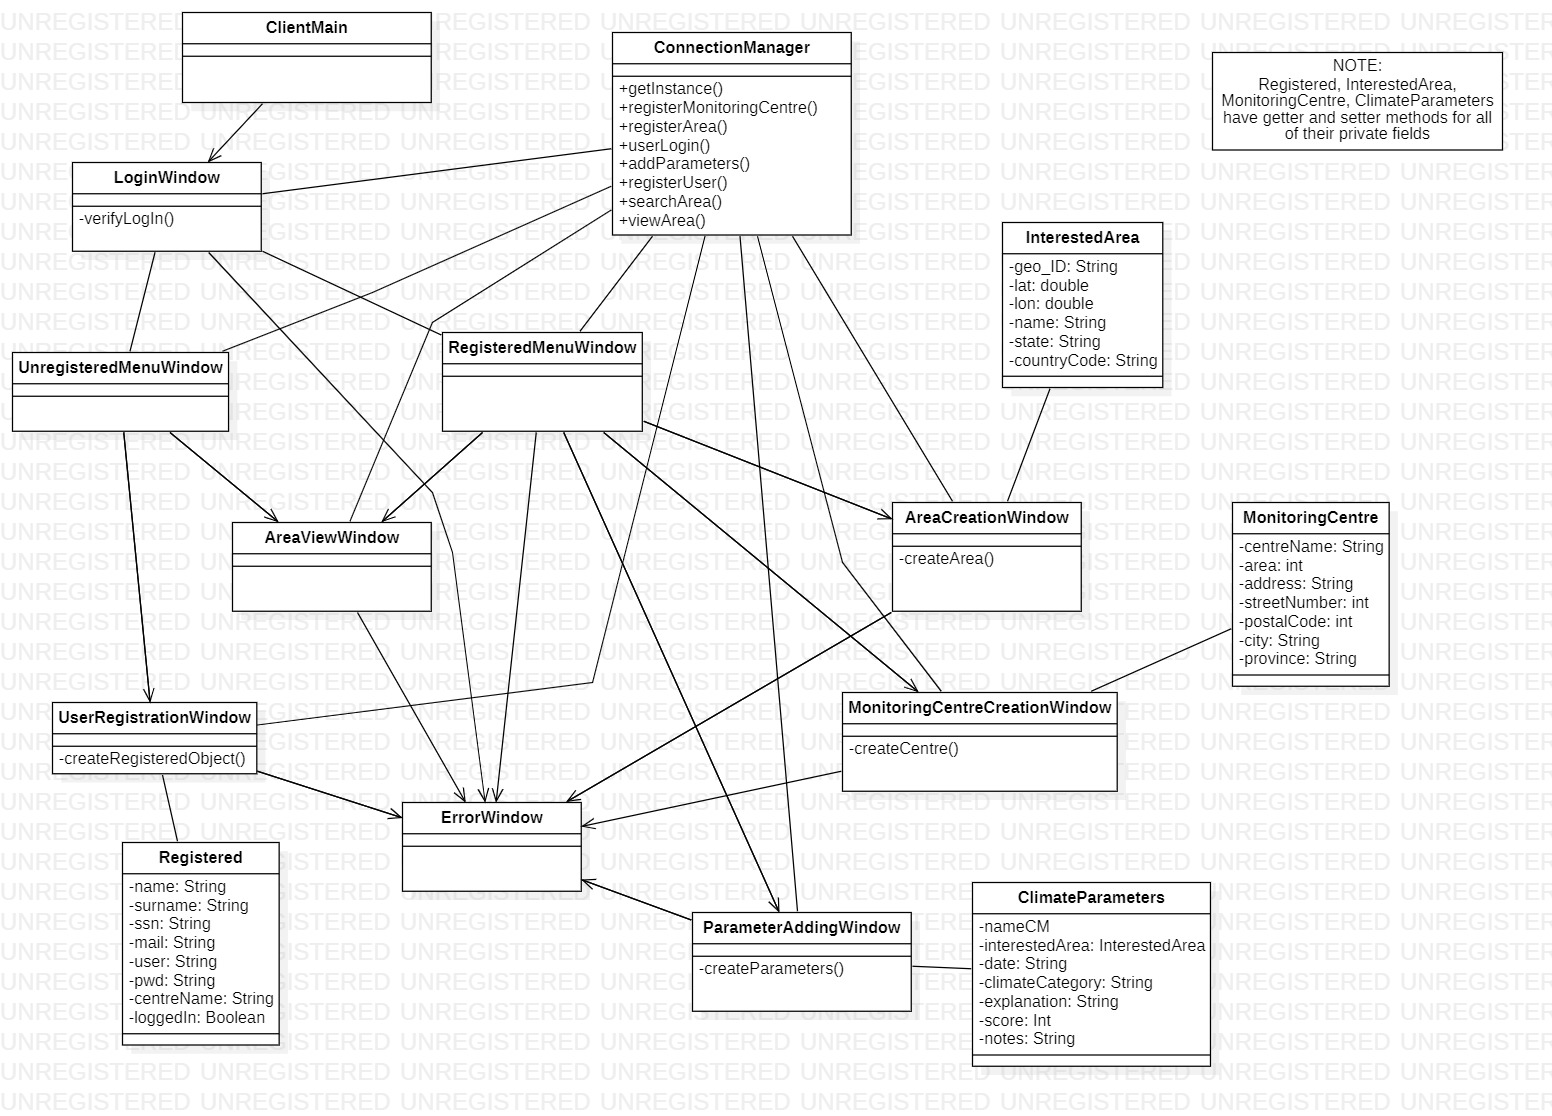 ClientMain
ConnectionManager
+getInstance()
+registerMonitoringCentre()
+registerArea()
+userLogin()
+addParameters()
+registerUser()
+searchArea()
+viewArea()
NOTE:
Registered, InterestedArea,
MonitoringCentre, ClimateParameters
have getter and setter methods for all
of their private fields
LoginWindow
-verifyLogIn()
InterestedArea
-geo_ID: String
-lat: double
-lon: double
-name: String
-state: String
-countryCode: String
UnregisteredMenuWindow
RegisteredMenuWindow
AreaViewWindow
AreaCreationWindow
-createArea()
MonitoringCentre
-centreName: String
-area: int
-address: String
-streetNumber: int
-postalCode: int
-city: String
-province: String
UserRegistrationWindow
-createRegisteredObject()
MonitoringCentreCreationWindow
-createCentre()
ErrorWindow
Registered
-name: String
-surname: String
-ssn: String
-mail: String
-user: String
-pwd: String
-centreName: String
-loggedIn: Boolean
ParameterAddingWindow
-createParameters()
ClimateParameters
-nameCM
-interestedArea: InterestedArea
-date: String
-climateCategory: String
-explanation: String
-score: Int
-notes: String
UNREGISTERED